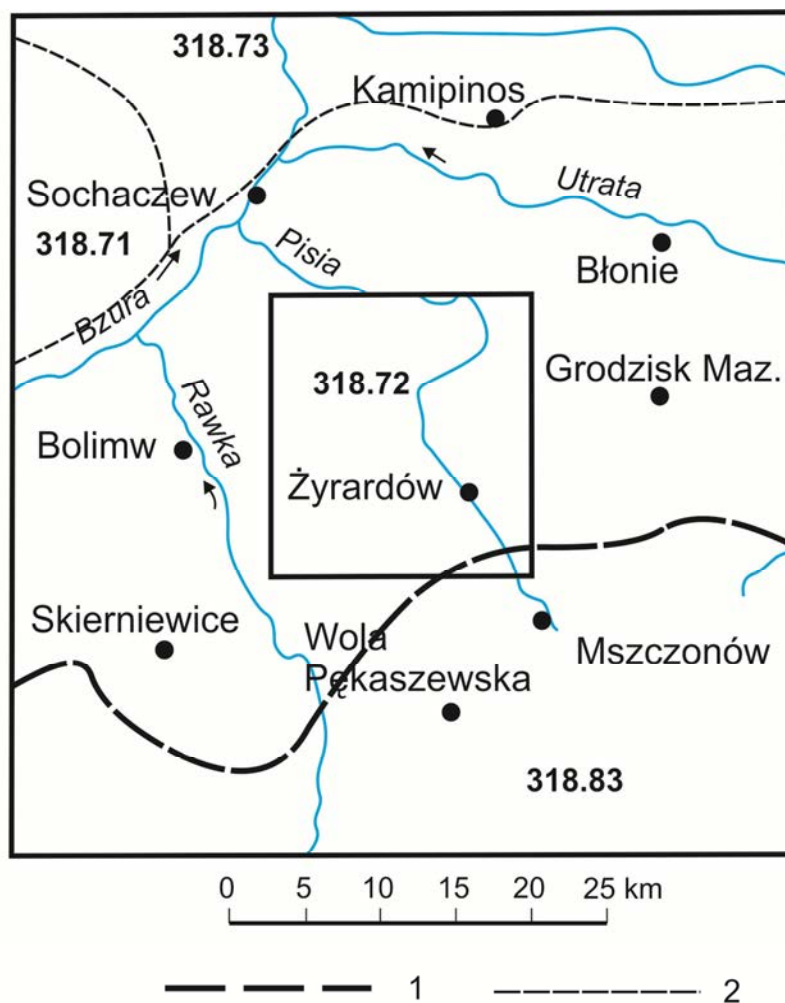 318.73
Kamipinos
Sochaczew
Utrata
318.71
Pisia
Błonie
Bzura
318.72
Grodzisk Maz.
Rawka
Bolimw
Żyrardów
Skierniewice
Wola
Pękaszewska
Mszczonów
318.83
0 5 10 15 20 25 km
1 2